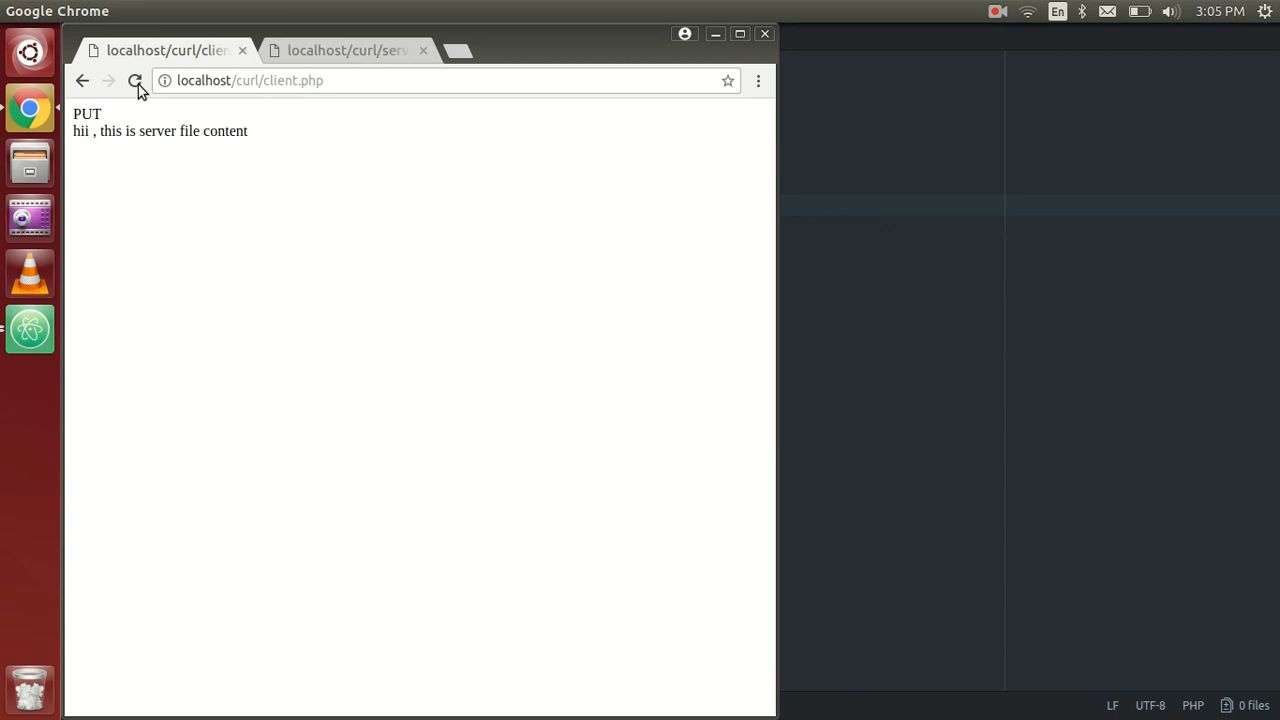 Google Chrome
En
3:05 PM
localhost/curl/clien
localhost/curl/serv
localhost/curl/client.php
PUT
hii , this is server file content
LF
UTF-8
PHP
0 files